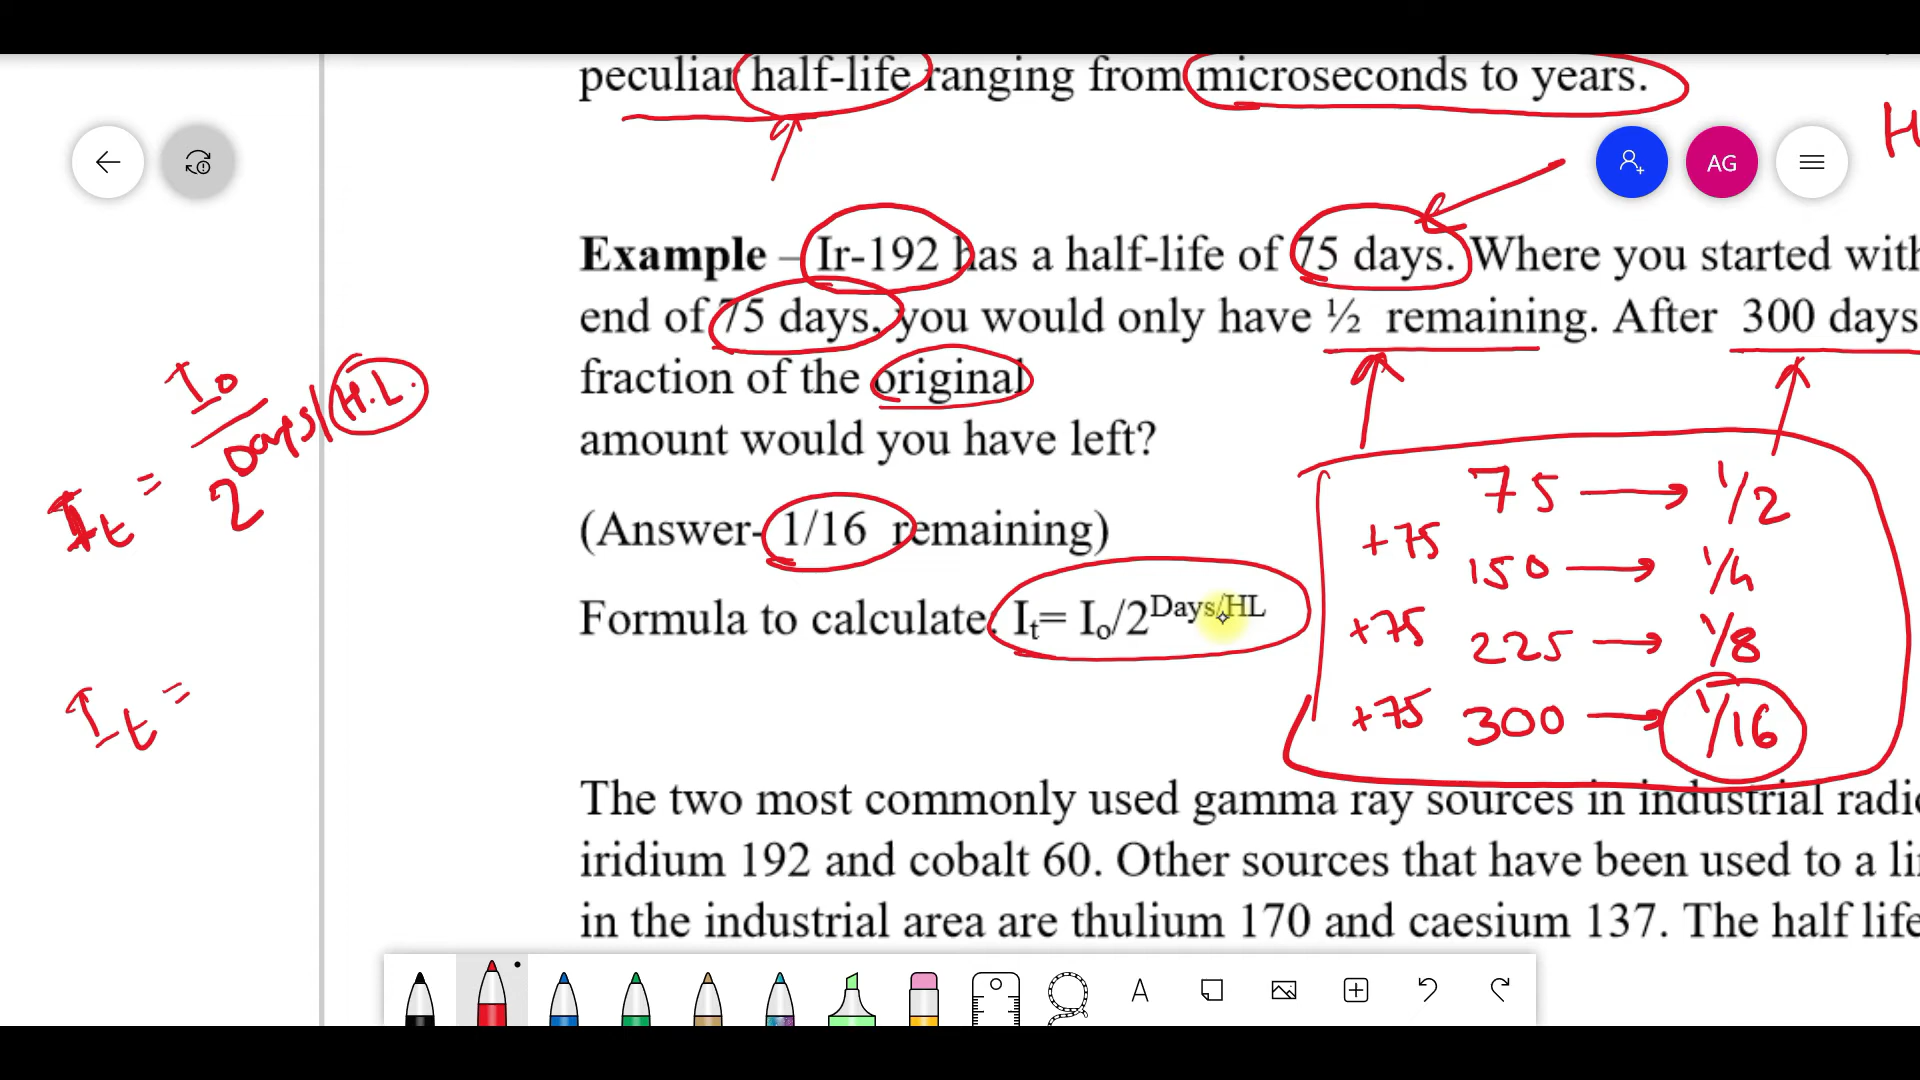 peculiar half-life ranging from microseconds to years.
H
AG
Example – Ir-192 has a half-life of 75 days. Where you started with
end of 75 days, you would only have ½ remaining. After 300 days
fraction of the original
amount would you have left?
(Answer- 1/16 remaining)
Formula to calculate: It= Io/2^Days/HL
It = Io/2^Days/H.L.
It =
75 → 1/2
+75
150 → 1/4
+75
225 → 1/8
+75
300 → 1/16
The two most commonly used gamma ray sources in industrial radio
iridium 192 and cobalt 60. Other sources that have been used to a li
in the industrial area are thulium 170 and caesium 137. The half life
A